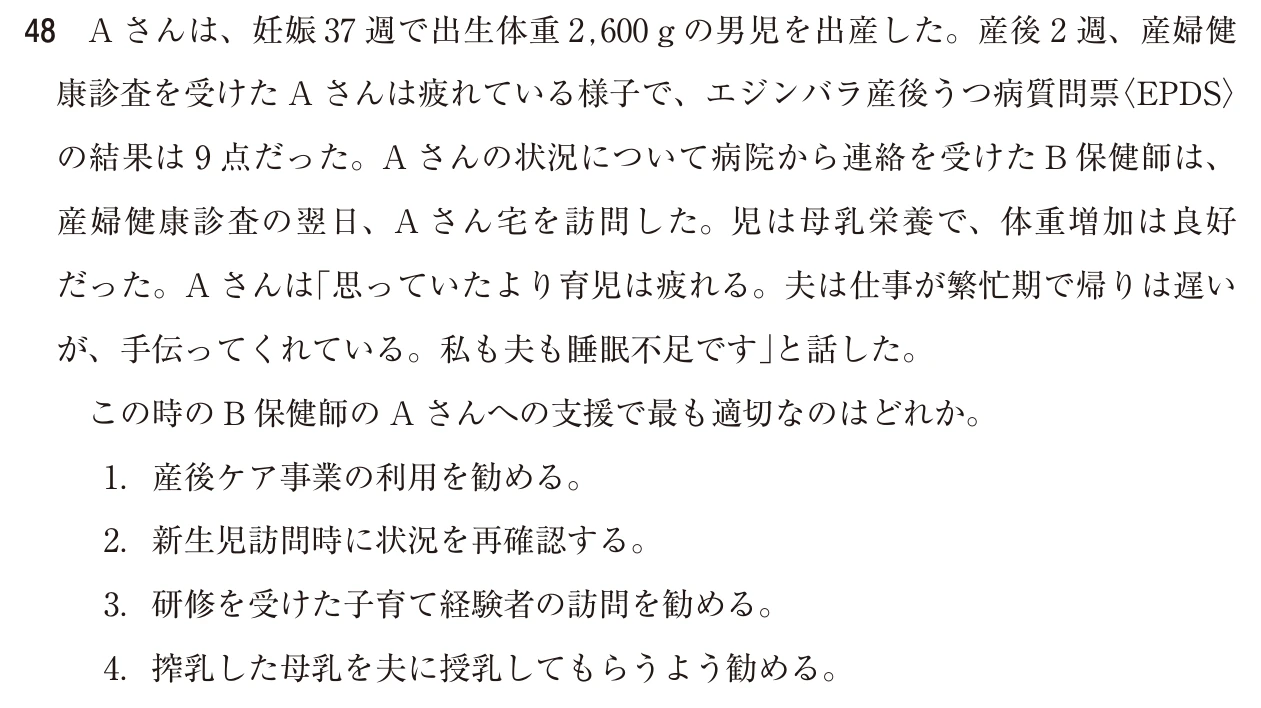 48 Aさんは、妊娠37週で出生体重2,600gの男児を出産した。産後2週、産婦健
康診査を受けたAさんは疲れている様子で、エジンバラ産後うつ病質問票〈EPDS〉
の結果は9点だった。Aさんの状況について病院から連絡を受けたB保健師は、
産婦健康診査の翌日、Aさん宅を訪問した。児は母乳栄養で、体重増加は良好
だった。Aさんは「思っていたより育児は疲れる。夫は仕事が繁忙期で帰りは遅い
が、手伝ってくれている。私も夫も睡眠不足です」と話した。
この時のB保健師のAさんへの支援で最も適切なのはどれか。
1. 産後ケア事業の利用を勧める。
2. 新生児訪問時に状況を再確認する。
3. 研修を受けた子育て経験者の訪問を勧める。
4. 搾乳した母乳を夫に授乳してもらうよう勧める。